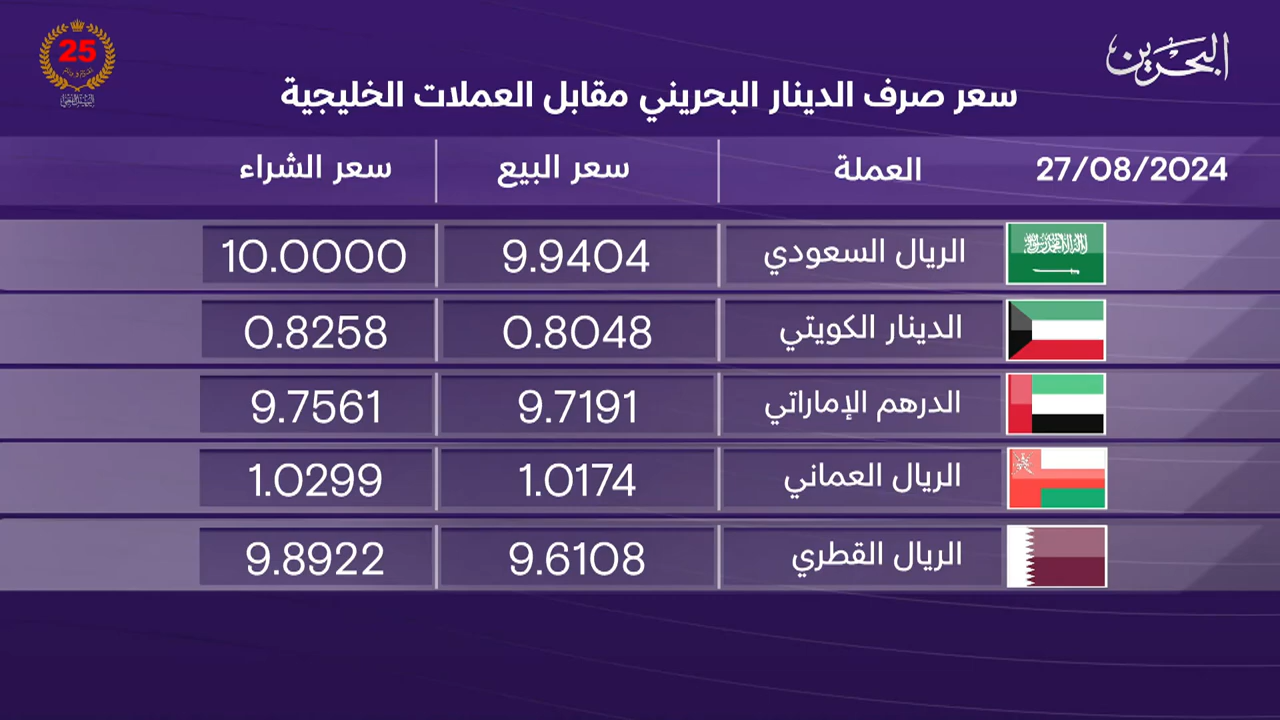 البحرين
25
سعر صرف الدينار البحريني مقابل العملات الخليجية
27/08/2024 العملة سعر البيع سعر الشراء
الريال السعودي 9.9404 10.0000
الدينار الكويتي 0.8048 0.8258
الدرهم الإماراتي 9.7191 9.7561
الريال العماني 1.0174 1.0299
الريال القطري 9.6108 9.8922